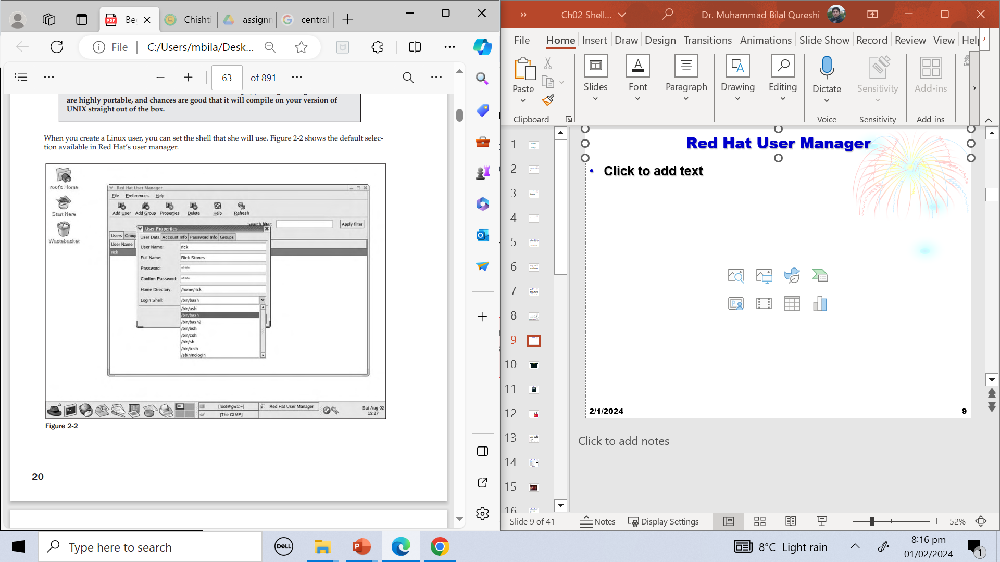 Be
Chishti
assignn
central
File
C:/Users/mbila/Desk...
63
of 891
are highly portable, and chances are good that it will compile on your version of
UNIX straight out of the box.
When you create a Linux user, you can set the shell that she will use. Figure 2-2 shows the default selec-
tion available in Red Hat's user manager.
root's Home
Start Here
Wastebasket
Red Hat User Manager
File Preferences Help
Add User Add Group Properties Delete Help Refresh
Search filter:
Apply filter
Users Group
User Name
rick
User Properties
User Data Account Info Password Info Groups
User Name: rick
Full Name: Rick Stones
Password: *****
Confirm Password: *****
Home Directory: /home/rick
Login Shell: /bin/bash
/bin/ash
/bin/bash
/bin/bash2
/bin/bsh
/bin/csh
/bin/sh
/bin/tcsh
/sbin/nologin
[root@gw1:~]
[The GIMP]
Red Hat User Manager
Sat Aug 02
15:27
Figure 2-2
20
Ch02 Shell...
Dr. Muhammad Bilal Qureshi
File Home Insert Draw Design Transitions Animations Slide Show Record Review View Help
Paste
Slides
Font
Paragraph
Drawing
Editing
Dictate
Sensitivity
Add-ins
Clipboard
Voice
Sensitivity
Add-ins
1
2
3
4
5
6
7
8
9
10
11
12
13
14
15
16
Red Hat User Manager
• Click to add text
2/1/2024
9
Click to add notes
Slide 9 of 41
Notes
Display Settings
52%
Type here to search
DELL
8°C Light rain
8:16 pm
01/02/2024
1